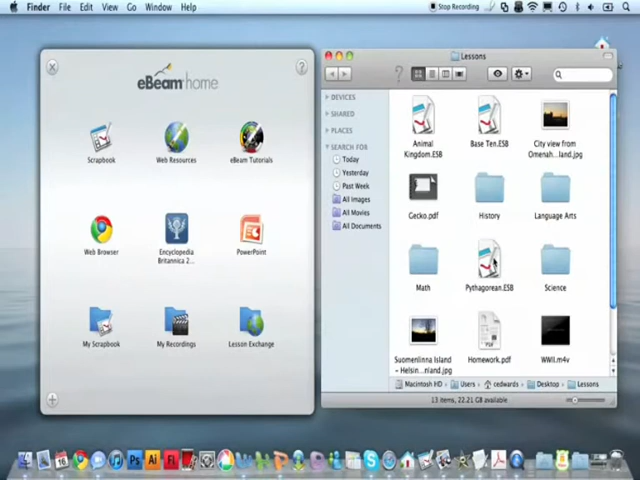 Finder File Edit View Go Window Help
Stop Recording
eBeam home
Scrapbook
Web Resources
eBeam Tutorials
Web Browser
Encyclopedia
Britannica 2...
PowerPoint
My Scrapbook
My Recordings
Lesson Exchange
Lessons
DEVICES
SHARED
PLACES
SEARCH FOR
Today
Yesterday
Past Week
All Images
All Movies
All Documents
Animal
Kingdom.ESB
Base Ten.ESB
City view from
Omenah...land.jpg
Gecko.pdf
History
Language Arts
Math
Pythagorean.ESB
Science
Suomenlinna Island
- Helsin...nland.jpg
Homework.pdf
WWII.m4v
Macintosh HD ▸ Users ▸ cedwards ▸ Desktop ▸ Lessons
13 items, 22.21 GB available